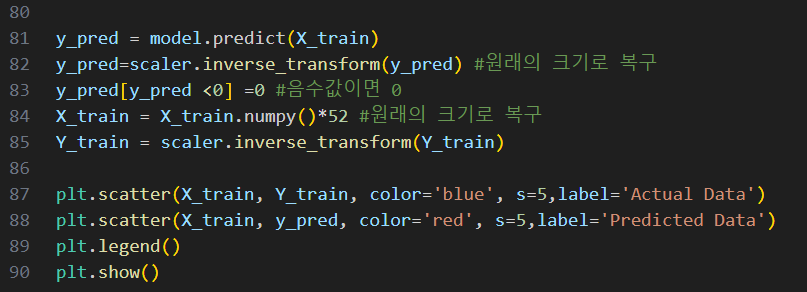 80
81 y_pred = model.predict(X_train)
82 y_pred=scaler.inverse_transform(y_pred) #원래의 크기로 복구
83 y_pred[y_pred <0] =0 #음수값이면 0
84 X_train = X_train.numpy()*52 #원래의 크기로 복구
85 Y_train = scaler.inverse_transform(Y_train)
86
87 plt.scatter(X_train, Y_train, color='blue', s=5,label='Actual Data')
88 plt.scatter(X_train, y_pred, color='red', s=5,label='Predicted Data')
89 plt.legend()
90 plt.show()